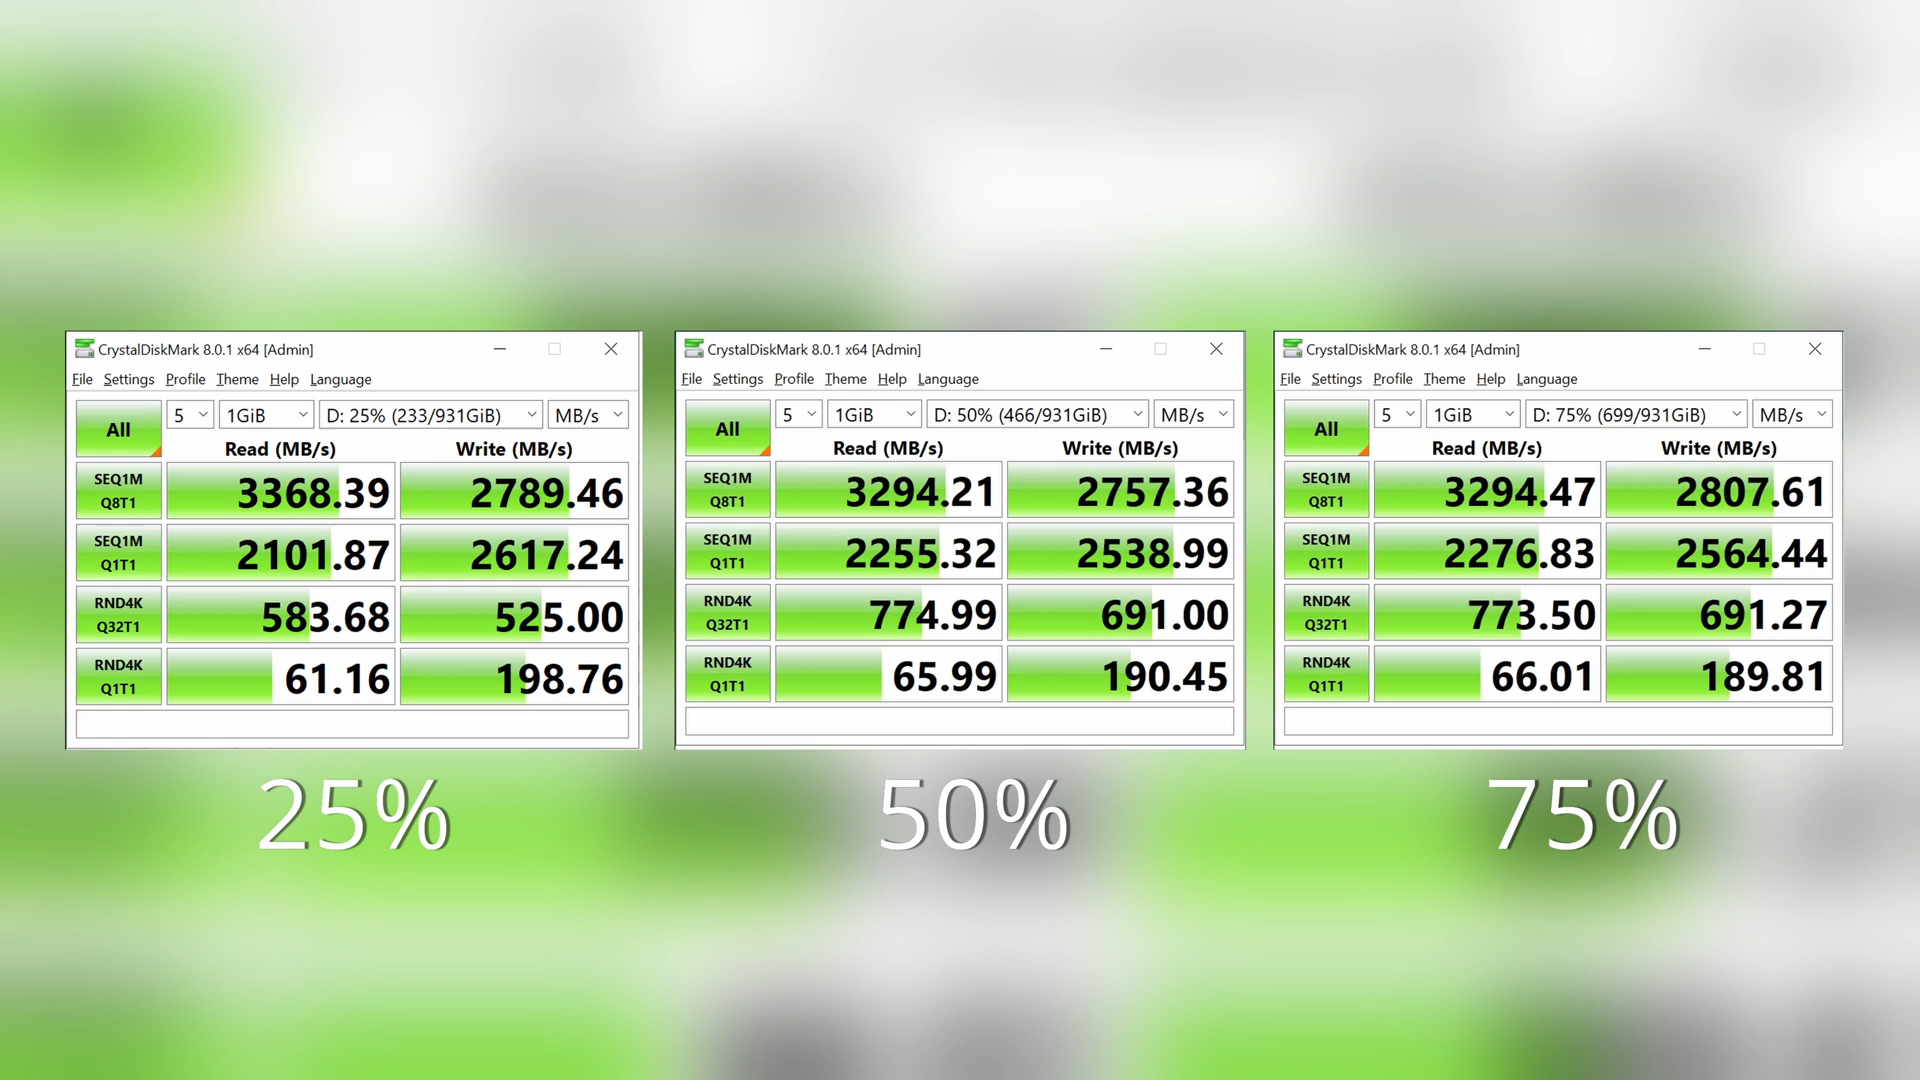 CrystalDiskMark 8.0.1 x64 [Admin]
File Settings Profile Theme Help Language
All 5 1GiB D: 25% (233/931GiB) MB/s
Read (MB/s) Write (MB/s)
SEQ1M
Q8T1 3368.39 2789.46
SEQ1M
Q1T1 2101.87 2617.24
RND4K
Q32T1 583.68 525.00
RND4K
Q1T1 61.16 198.76
25%
CrystalDiskMark 8.0.1 x64 [Admin]
File Settings Profile Theme Help Language
All 5 1GiB D: 50% (466/931GiB) MB/s
Read (MB/s) Write (MB/s)
SEQ1M
Q8T1 3294.21 2757.36
SEQ1M
Q1T1 2255.32 2538.99
RND4K
Q32T1 774.99 691.00
RND4K
Q1T1 65.99 190.45
50%
CrystalDiskMark 8.0.1 x64 [Admin]
File Settings Profile Theme Help Language
All 5 1GiB D: 75% (699/931GiB) MB/s
Read (MB/s) Write (MB/s)
SEQ1M
Q8T1 3294.47 2807.61
SEQ1M
Q1T1 2276.83 2564.44
RND4K
Q32T1 773.50 691.27
RND4K
Q1T1 66.01 189.81
75%